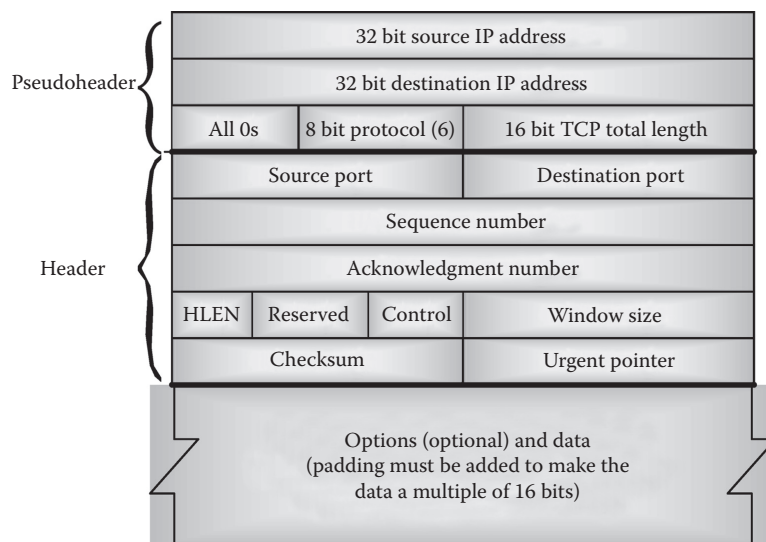 32 bit source IP address
Pseudoheader
32 bit destination IP address
All 0s
8 bit protocol (6)
16 bit TCP total length
Source port
Destination port
Sequence number
Header
Acknowledgment number
HLEN
Reserved
Control
Window size
Checksum
Urgent pointer
Options (optional) and data
(padding must be added to make the
data a multiple of 16 bits)